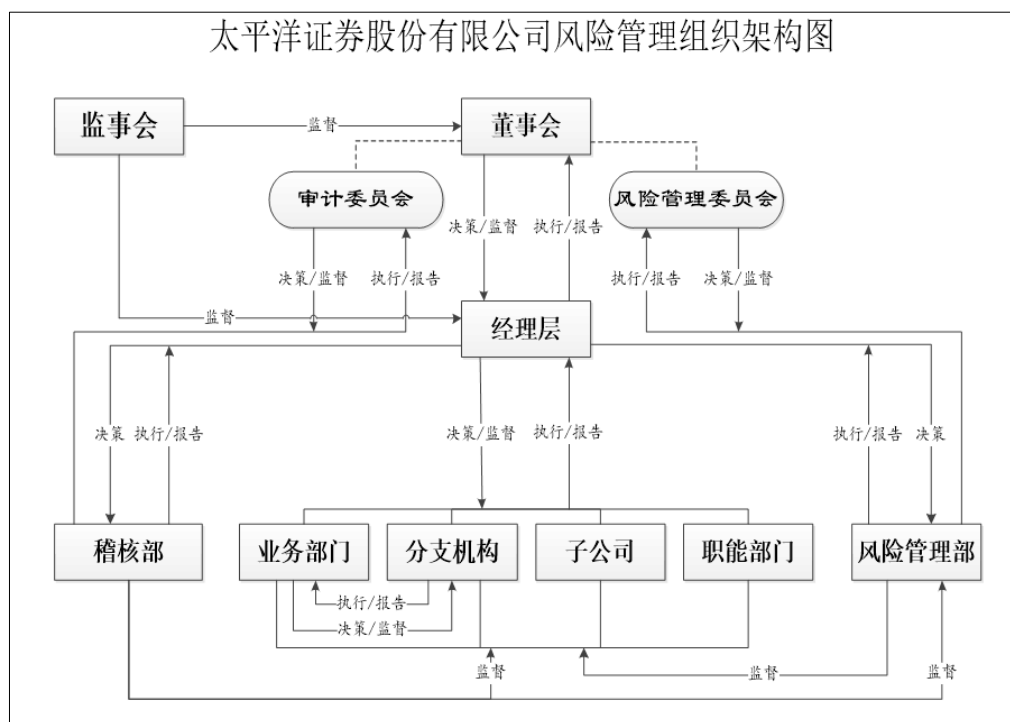 太平洋证券股份有限公司风险管理组织架构图
监事会
监督
董事会
审计委员会
风险管理委员会
决策/监督
执行/报告
决策/监督
执行/报告
执行/报告
决策/监督
监督
经理层
决策
执行/报告
决策/监督
执行/报告
执行/报告
决策
稽核部
业务部门
分支机构
子公司
职能部门
风险管理部
执行/报告
决策/监督
监督
监督
监督